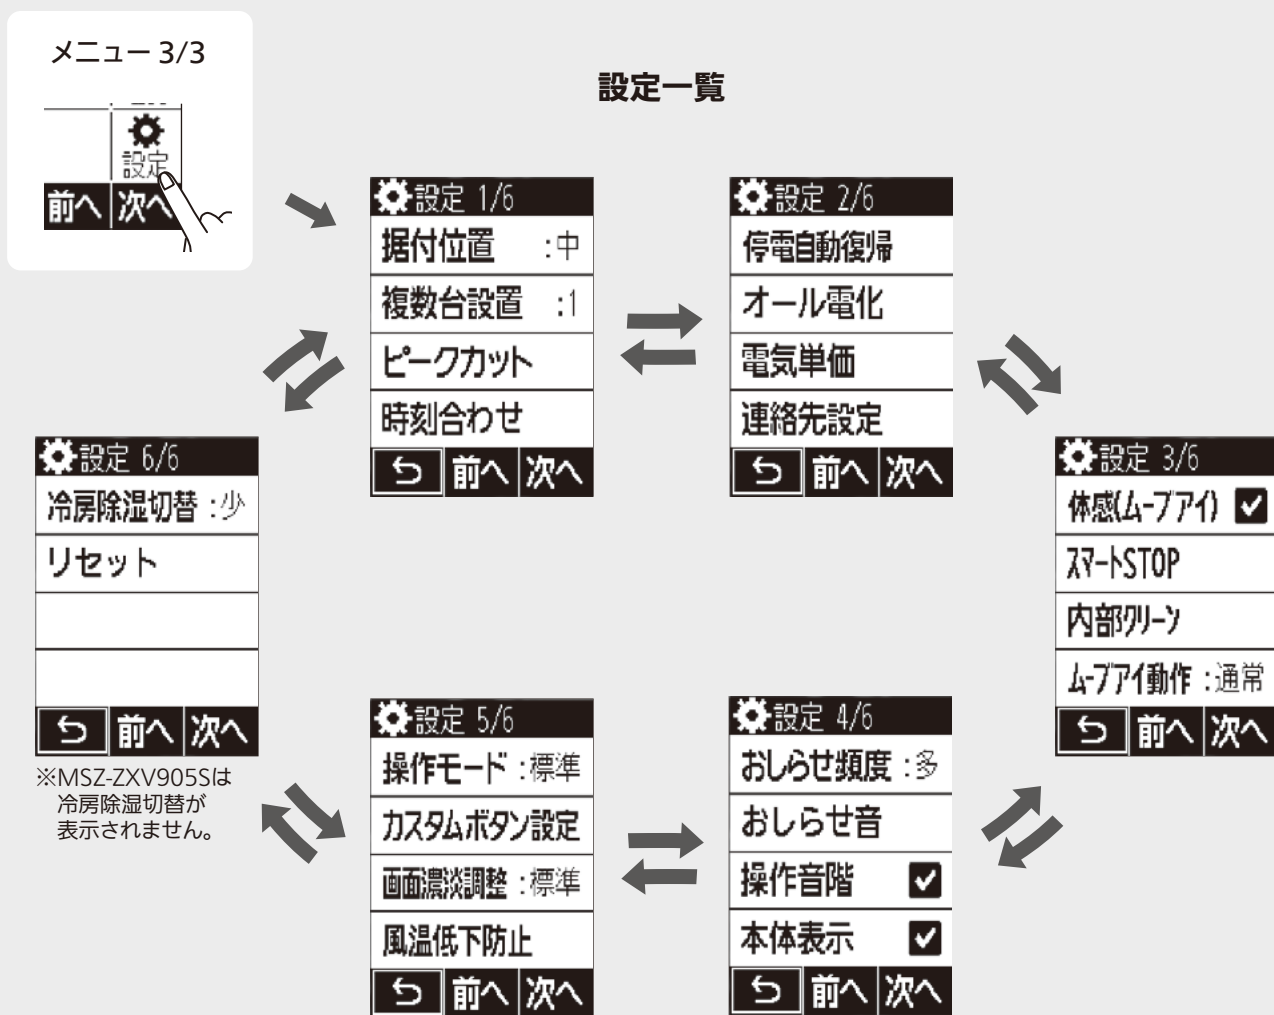 メニュー 3/3
設定
前へ 次へ
設定一覧
設定 1/6
据付位置 :中
複数台設置 :1
ピークカット
時刻合わせ
前へ 次へ
設定 2/6
停電自動復帰
オール電化
電気単価
連絡先設定
前へ 次へ
設定 3/6
体感(ムーブアイ)
スマートSTOP
内部クリーン
ムーブアイ動作 :通常
前へ 次へ
設定 4/6
おしらせ頻度 :多
おしらせ音
操作音階
本体表示
前へ 次へ
設定 5/6
操作モード :標準
カスタムボタン設定
画面濃淡調整 :標準
風温低下防止
前へ 次へ
設定 6/6
冷房除湿切替 :少
リセット
前へ 次へ
※MSZ-ZXV905Sは
冷房除湿切替が
表示されません。